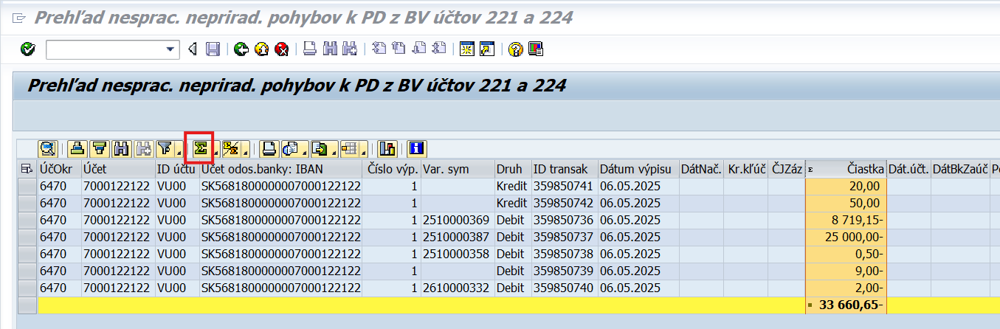 Prehľad nesprac. neprirad. pohybov k PD z BV účtov 221 a 224
Prehľad nesprac. neprirad. pohybov k PD z BV účtov 221 a 224
ÚčOkr Účet ID účtu Účet odos.banky: IBAN Číslo výp. Var. sym Druh ID transak Dátum výpisu DátNač. Kr.kľúč ČJZáz Σ Čiastka Dát.účt. DátBkZaúč
6470 7000122122 VU00 SK5681800000007000122122 1 Kredit 359850741 06.05.2025 20,00
6470 7000122122 VU00 SK5681800000007000122122 1 Kredit 359850742 06.05.2025 50,00
6470 7000122122 VU00 SK5681800000007000122122 1 2510000369 Debit 359850736 06.05.2025 8 719,15-
6470 7000122122 VU00 SK5681800000007000122122 1 2510000387 Debit 359850737 06.05.2025 25 000,00-
6470 7000122122 VU00 SK5681800000007000122122 1 2510000358 Debit 359850738 06.05.2025 0,50-
6470 7000122122 VU00 SK5681800000007000122122 1 Debit 359850739 06.05.2025 9,00-
6470 7000122122 VU00 SK5681800000007000122122 1 2610000332 Debit 359850740 06.05.2025 2,00-
33 660,65-